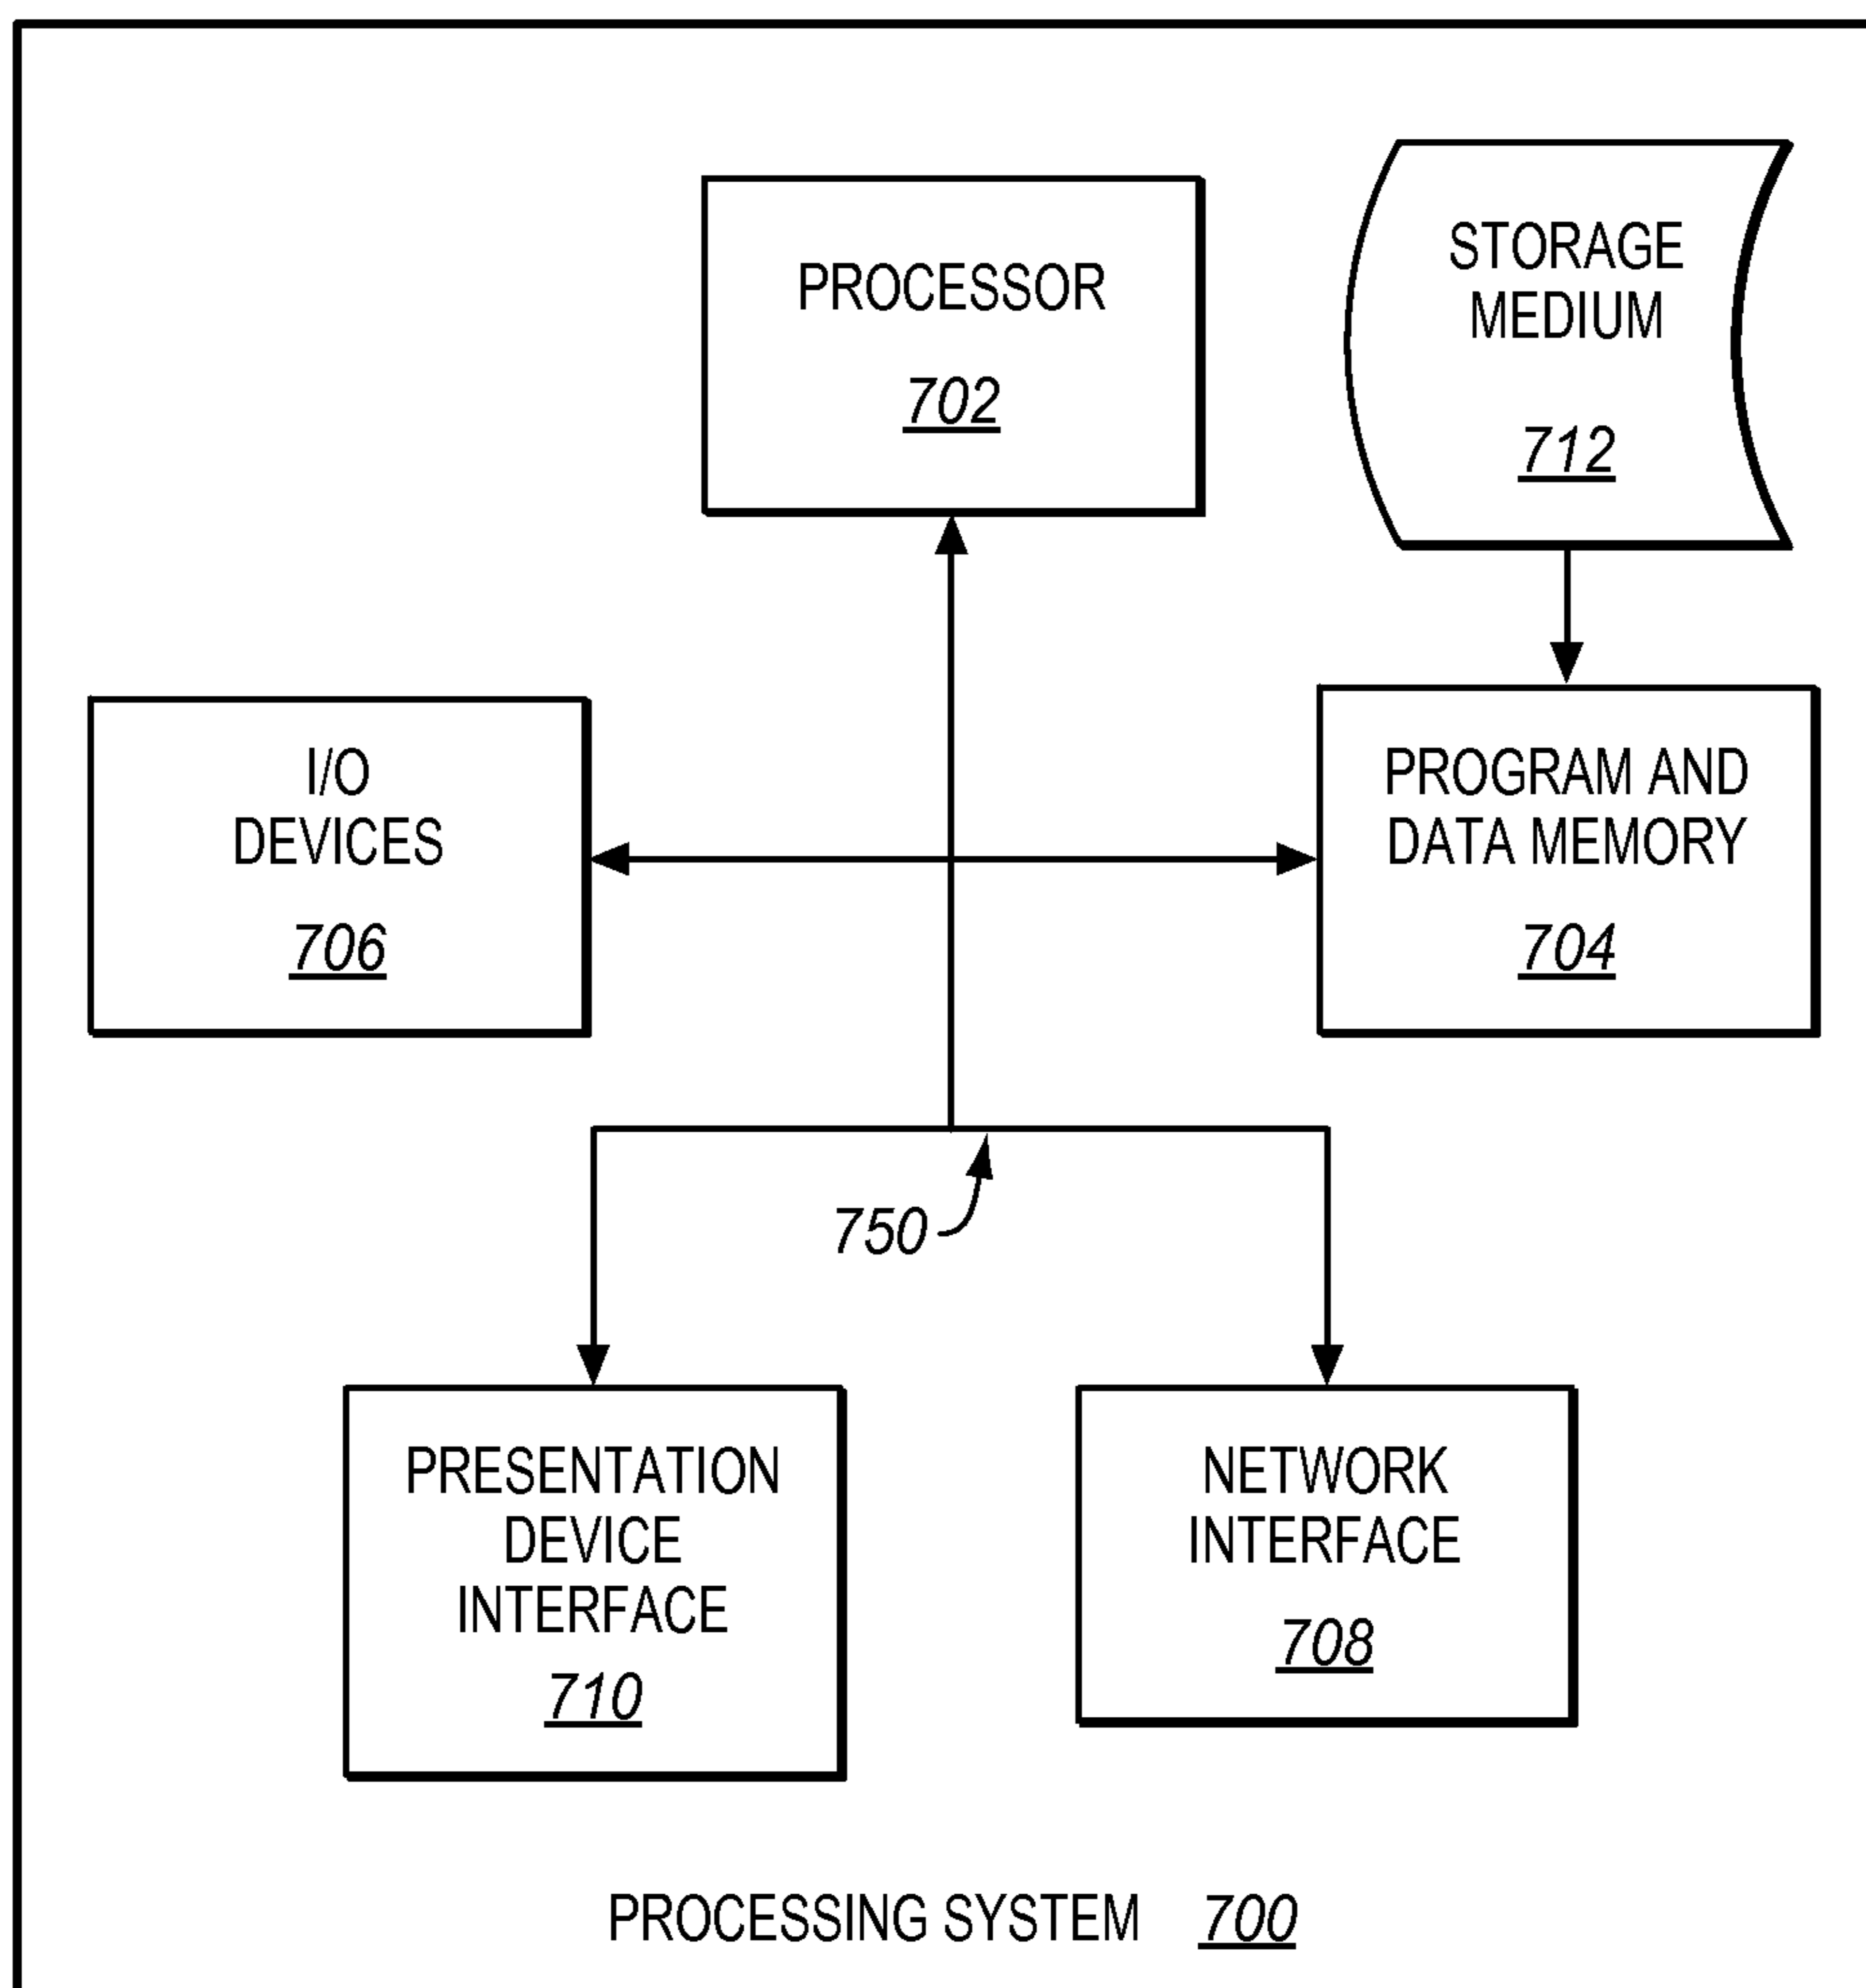 PROCESSOR
702
STORAGE
MEDIUM
712
I/O
DEVICES
706
PROGRAM AND
DATA MEMORY
704
750
PRESENTATION
DEVICE
INTERFACE
710
NETWORK
INTERFACE
708
PROCESSING SYSTEM 700